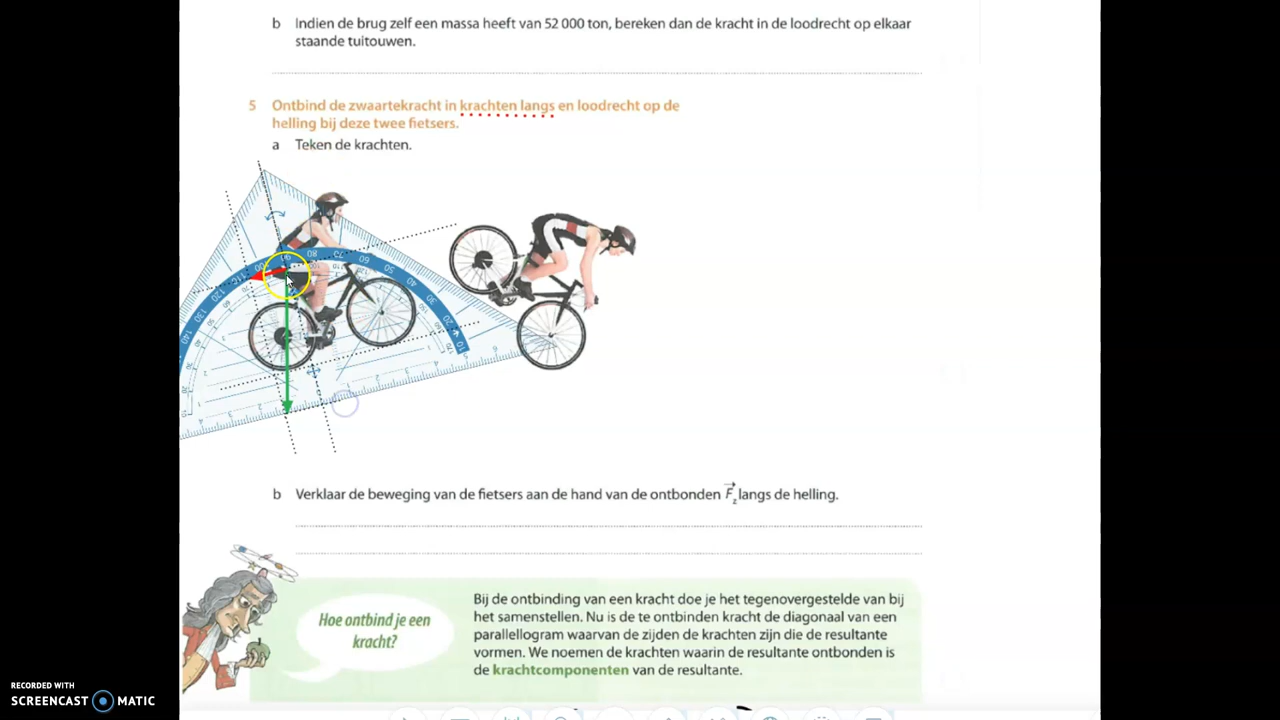 b Indien de brug zelf een massa heeft van 52 000 ton, bereken dan de kracht in de loodrecht op elkaar
staande tuitouwen.
5 Ontbind de zwaartekracht in krachten langs en loodrecht op de
helling bij deze twee fietsers.
a Teken de krachten.
b Verklaar de beweging van de fietsers aan de hand van de ontbonden F⃗z langs de helling.
Hoe ontbind je een
kracht?
Bij de ontbinding van een kracht doe je het tegenovergestelde van bij
het samenstellen. Nu is de te ontbinden kracht de diagonaal van een
parallellogram waarvan de zijden de krachten zijn die de resultante
vormen. We noemen de krachten waarin de resultante ontbonden is
de krachtcomponenten van de resultante.
RECORDED WITH
SCREENCAST MATIC